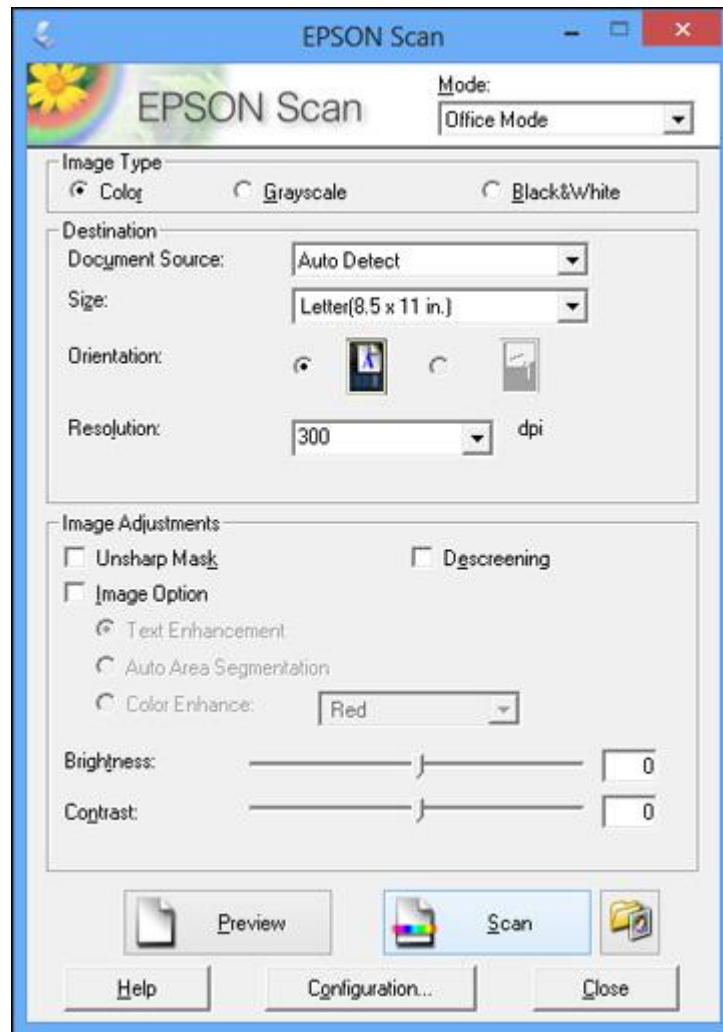 EPSON Scan
EPSON Scan
Mode:
Office Mode
Image Type
Color Grayscale Black&White
Destination
Document Source: Auto Detect
Size: Letter(8.5 x 11 in.)
Orientation:
Resolution: 300 dpi
Image Adjustments
Unsharp Mask Descreening
Image Option
Text Enhancement
Auto Area Segmentation
Color Enhance: Red
Brightness: 0
Contrast: 0
Preview Scan
Help Configuration... Close